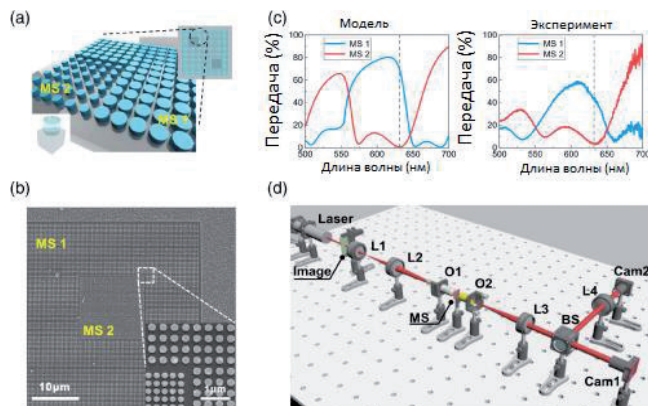 (a)
MS 2
MS 1
(b)
MS 1
MS 2
10µm
1µm
(c)
Модель
MS 1
MS 2
Передача (%)
100
80
60
40
20
0
500
550
600
650
700
Длина волны (нм)
Эксперимент
MS 1
MS 2
Передача (%)
100
80
60
40
20
0
500
550
600
650
700
Длина волны (нм)
(d)
Laser
L1
Image
L2
O1
O2
MS
L3
BS
L4
Cam2
Cam1